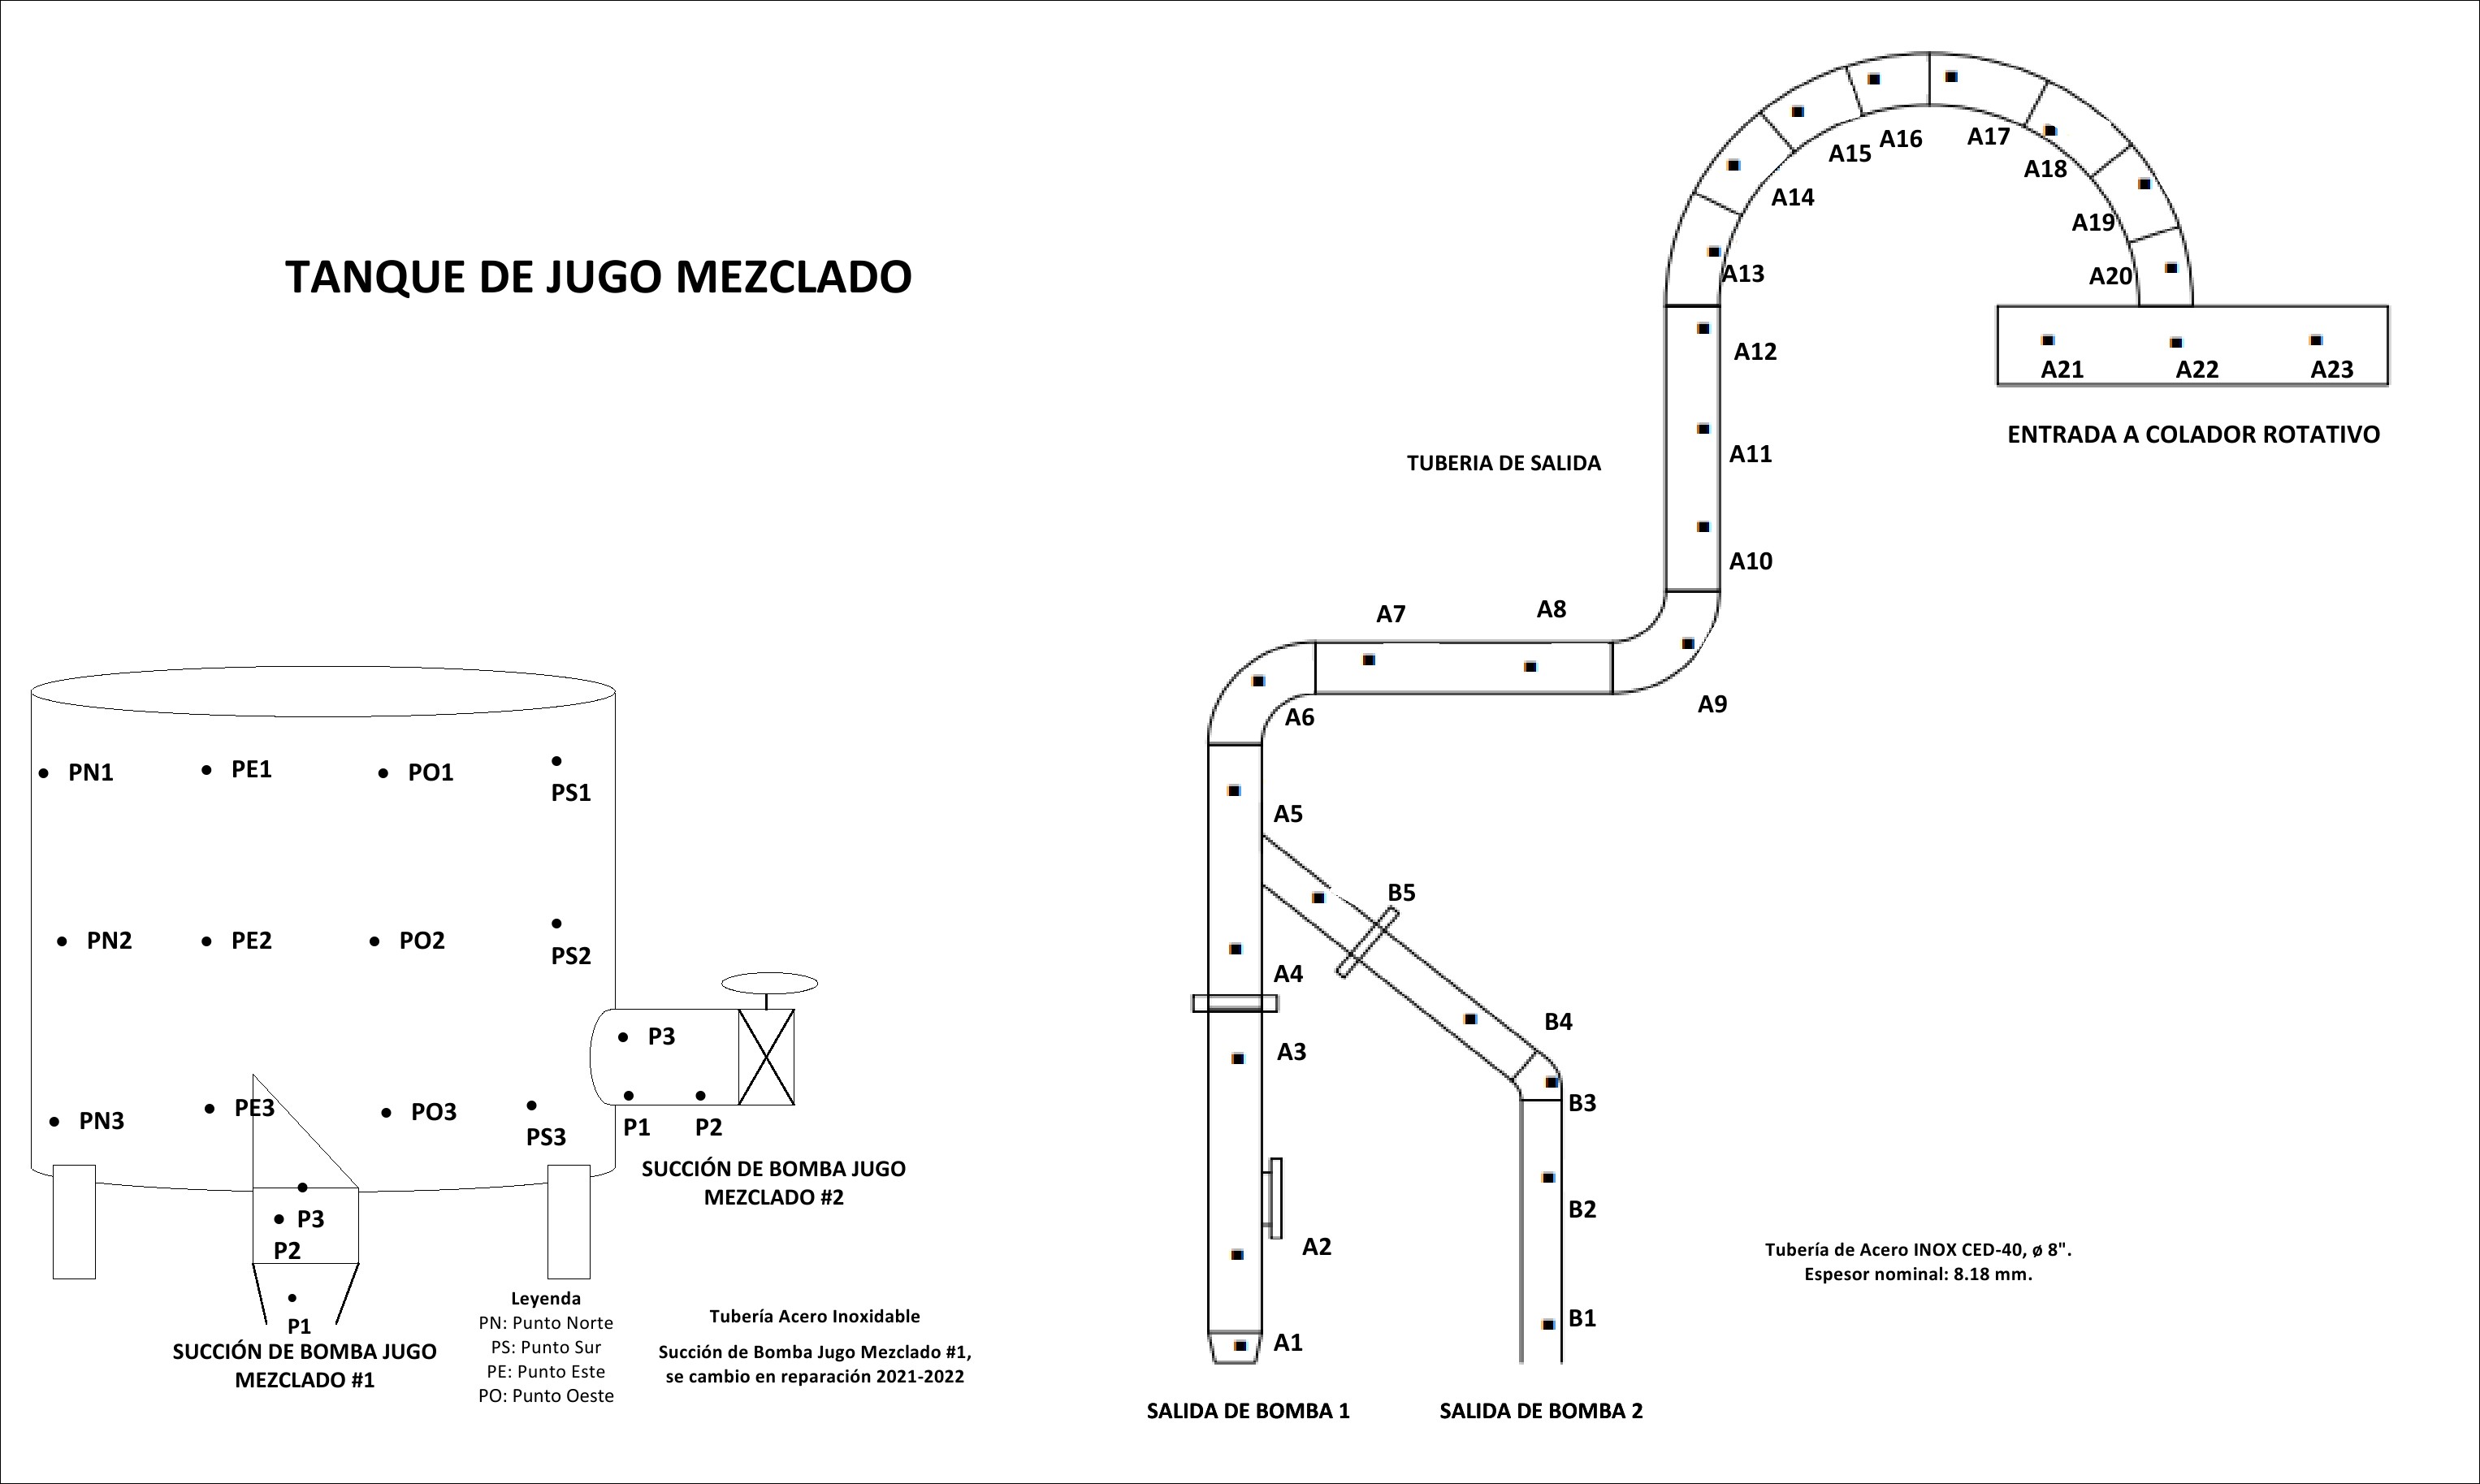 TANQUE DE JUGO MEZCLADO
PN1
PE1
PO1
PS1
PN2
PE2
PO2
PS2
PN3
PE3
PO3
PS3
P3
P1
P2
SUCCIÓN DE BOMBA JUGO
MEZCLADO #2
P3
P2
P1
SUCCIÓN DE BOMBA JUGO
MEZCLADO #1
Leyenda
PN: Punto Norte
PS: Punto Sur
PE: Punto Este
PO: Punto Oeste
Tubería Acero Inoxidable
Succión de Bomba Jugo Mezclado #1,
se cambio en reparación 2021-2022
TUBERIA DE SALIDA
A16
A17
A15
A18
A14
A19
A13
A20
A12
A21
A22
A23
ENTRADA A COLADOR ROTATIVO
A11
A10
A7
A8
A9
A6
A5
B5
A4
B4
A3
B3
B2
A2
B1
A1
SALIDA DE BOMBA 1
SALIDA DE BOMBA 2
Tubería de Acero INOX CED-40, ø 8".
Espesor nominal: 8.18 mm.